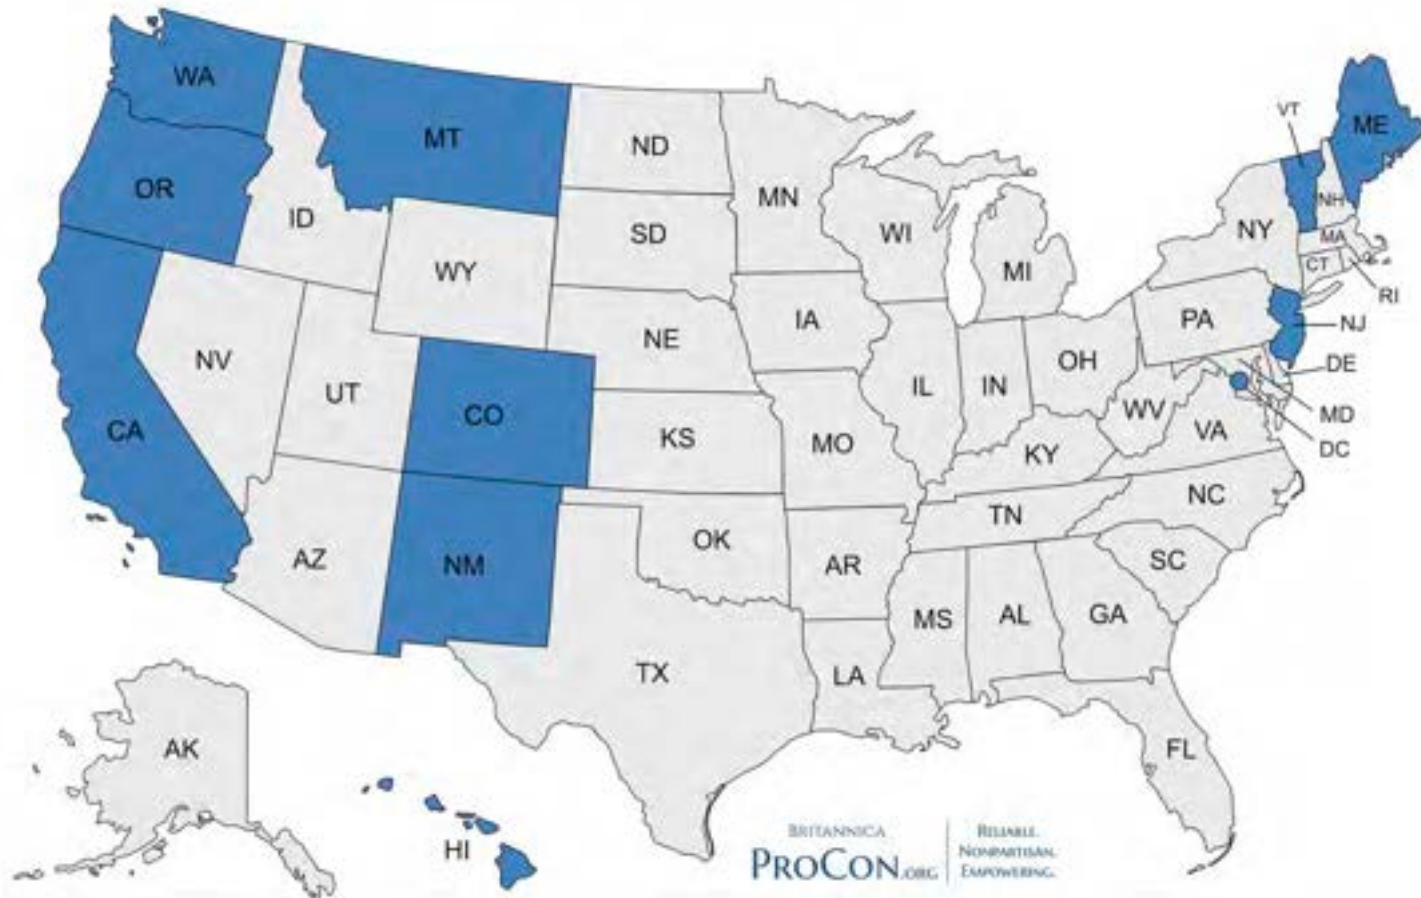 WA
MT
ND
MN
VT
ME
OR
ID
SD
WI
MI
NY
NH
MA
CT
RI
WY
IA
PA
NJ
NE
OH
DE
NV
UT
CO
IL
IN
WV
MD
CA
KS
MO
KY
VA
DC
NC
TN
AZ
NM
OK
AR
SC
MS
AL
GA
TX
LA
AK
FL
HI
BRITANNICA
PROCON.ORG
RELIABLE.
NONPARTISAN.
EMPOWERING.